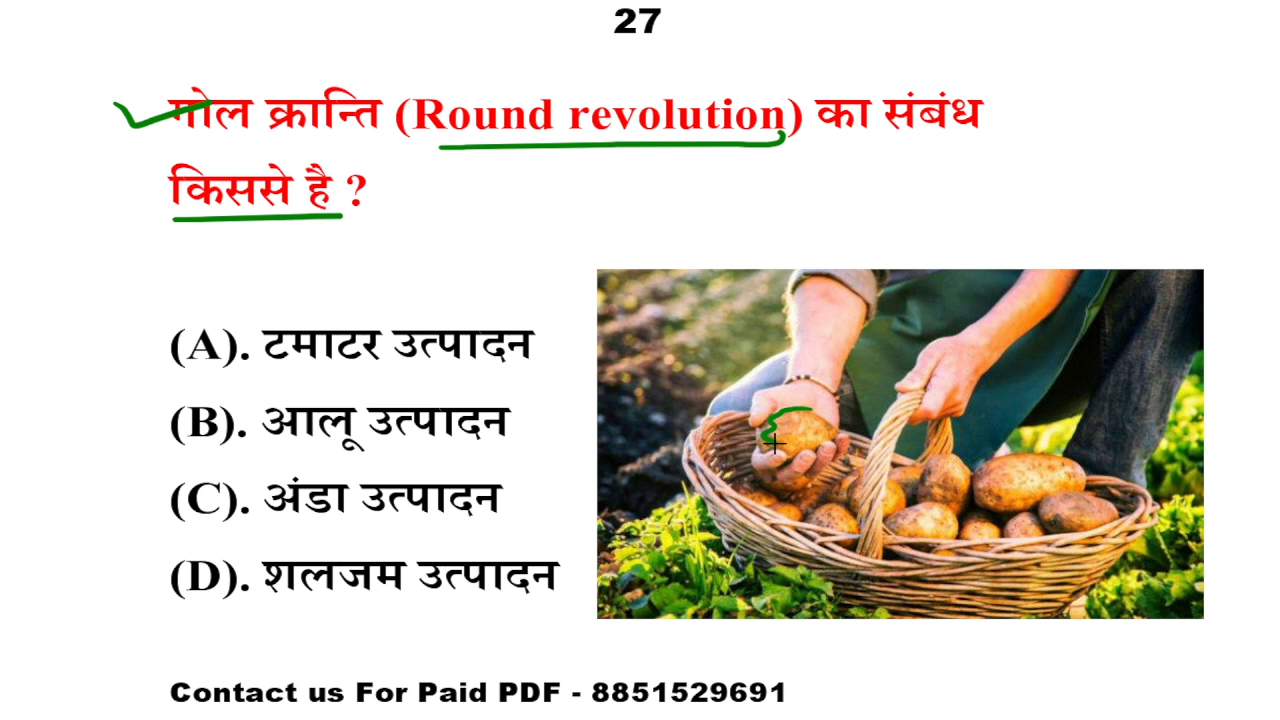 27
गोल क्रान्ति (Round revolution) का संबंध
किससे है ?
(A). टमाटर उत्पादन
(B). आलू उत्पादन
(C). अंडा उत्पादन
(D). शलजम उत्पादन
Contact us For Paid PDF - 8851529691